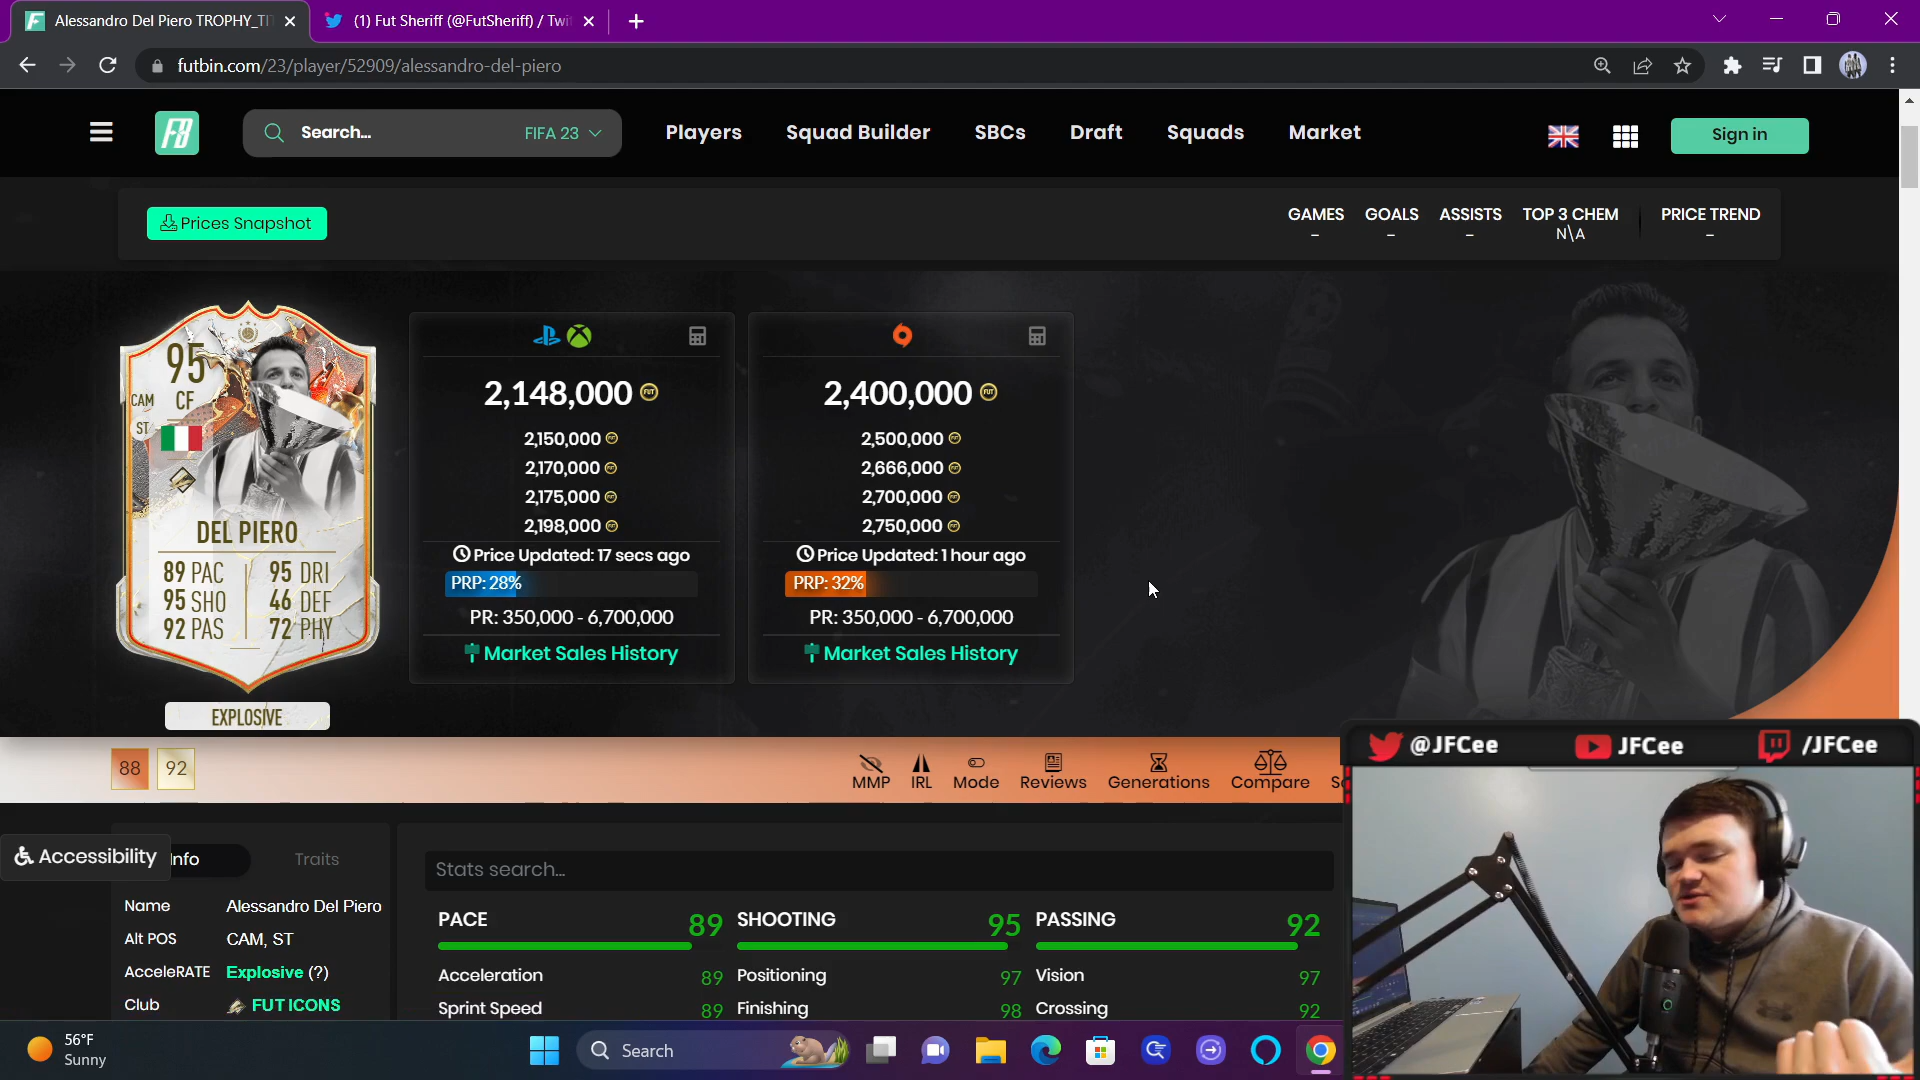 Alessandro Del Piero TROPHY_TI
(1) Fut Sheriff (@FutSheriff) / Twi
futbin.com/23/player/52909/alessandro-del-piero
Search...
FIFA 23
Players
Squad Builder
SBCs
Draft
Squads
Market
Sign in
Prices Snapshot
GAMES
GOALS
ASSISTS
TOP 3 CHEM
PRICE TREND
-
-
-
N\A
-
95
CAM
CF
ST
DEL PIERO
89 PAC
95 DRI
95 SHO
46 DEF
92 PAS
72 PHY
EXPLOSIVE
2,148,000
2,150,000
2,170,000
2,175,000
2,198,000
Price Updated: 17 secs ago
PRP: 28%
PR: 350,000 - 6,700,000
Market Sales History
2,400,000
2,500,000
2,666,000
2,700,000
2,750,000
Price Updated: 1 hour ago
PRP: 32%
PR: 350,000 - 6,700,000
Market Sales History
88
92
MMP
IRL
Mode
Reviews
Generations
Compare
@JFCee
JFCee
/JFCee
Accessibility
Info
Traits
Name Alessandro Del Piero
Alt POS CAM, ST
AcceleRATE Explosive (?)
Club FUT ICONS
Stats search...
PACE 89
Acceleration 89
Sprint Speed 89
SHOOTING 95
Positioning 97
Finishing 98
PASSING 92
Vision 97
Crossing 92
56°F
Sunny
Search